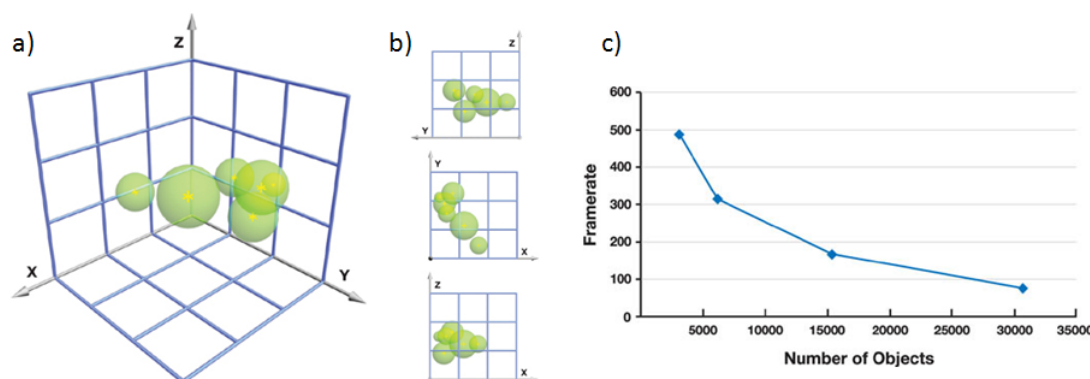 a)
Z
X
Y
b)
Z
Y
Y
X
Z
X
c)
600
500
400
300
200
100
0
Framerate
5000 10000 15000 20000 25000 30000 35000
Number of Objects